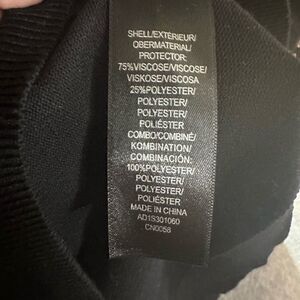 SHELL/EXTÉRIEUR/
OBERMATERIAL/
PROTECTOR:
75%VISCOSE/VISCOSE/
VISKOSE/VISCOSA
25%POLYESTER/
POLYESTER/
POLYESTER/
POLIÉSTER
COMBO/COMBINÉ/
KOMBINATION/
COMBINACIÓN:
100%POLYESTER/
POLYESTER/
POLYESTER/
POLIÉSTER
MADE IN CHINA
AD1S301060
CN0058